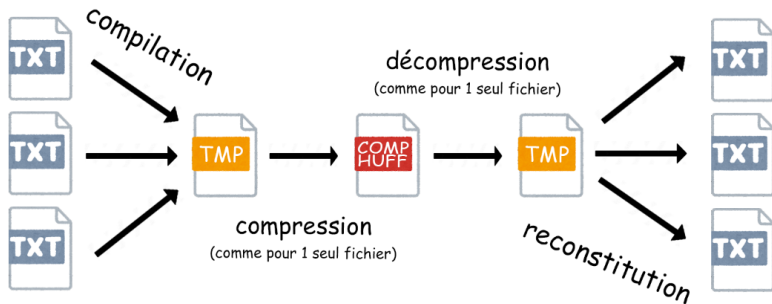 compilation
TXT
TXT
TXT
TMP
compression
(comme pour 1 seul fichier)
COMP
HUFF
décompression
(comme pour 1 seul fichier)
TMP
reconstitution
TXT
TXT
TXT